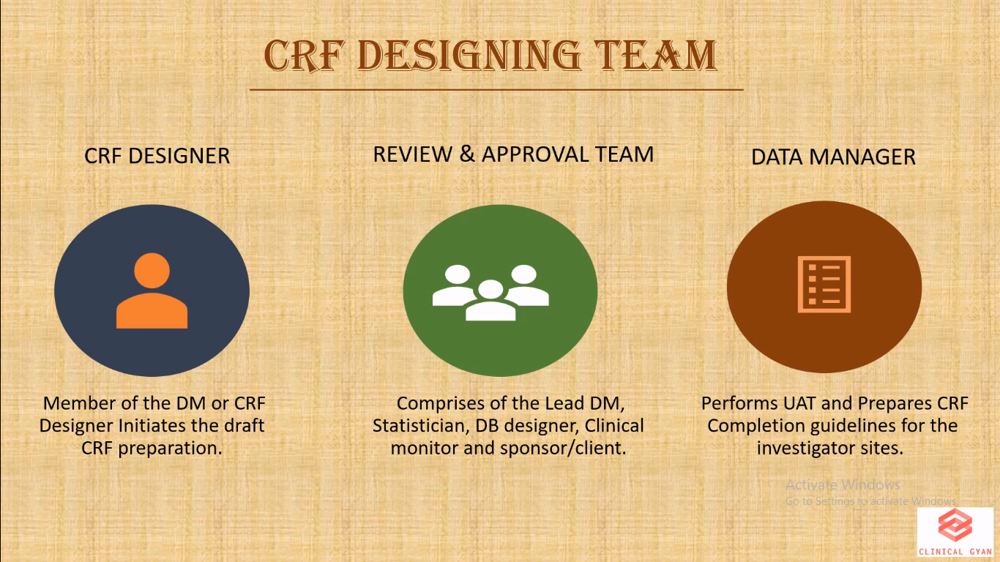 CRF DESIGNING TEAM
CRF DESIGNER
REVIEW & APPROVAL TEAM
DATA MANAGER
Member of the DM or CRF
Designer Initiates the draft
CRF preparation.
Comprises of the Lead DM,
Statistician, DB designer, Clinical
monitor and sponsor/client.
Performs UAT and Prepares CRF
Completion guidelines for the
investigator sites.
Activate Windows
Go to Settings to activate Windows.
CLINICAL GYAN